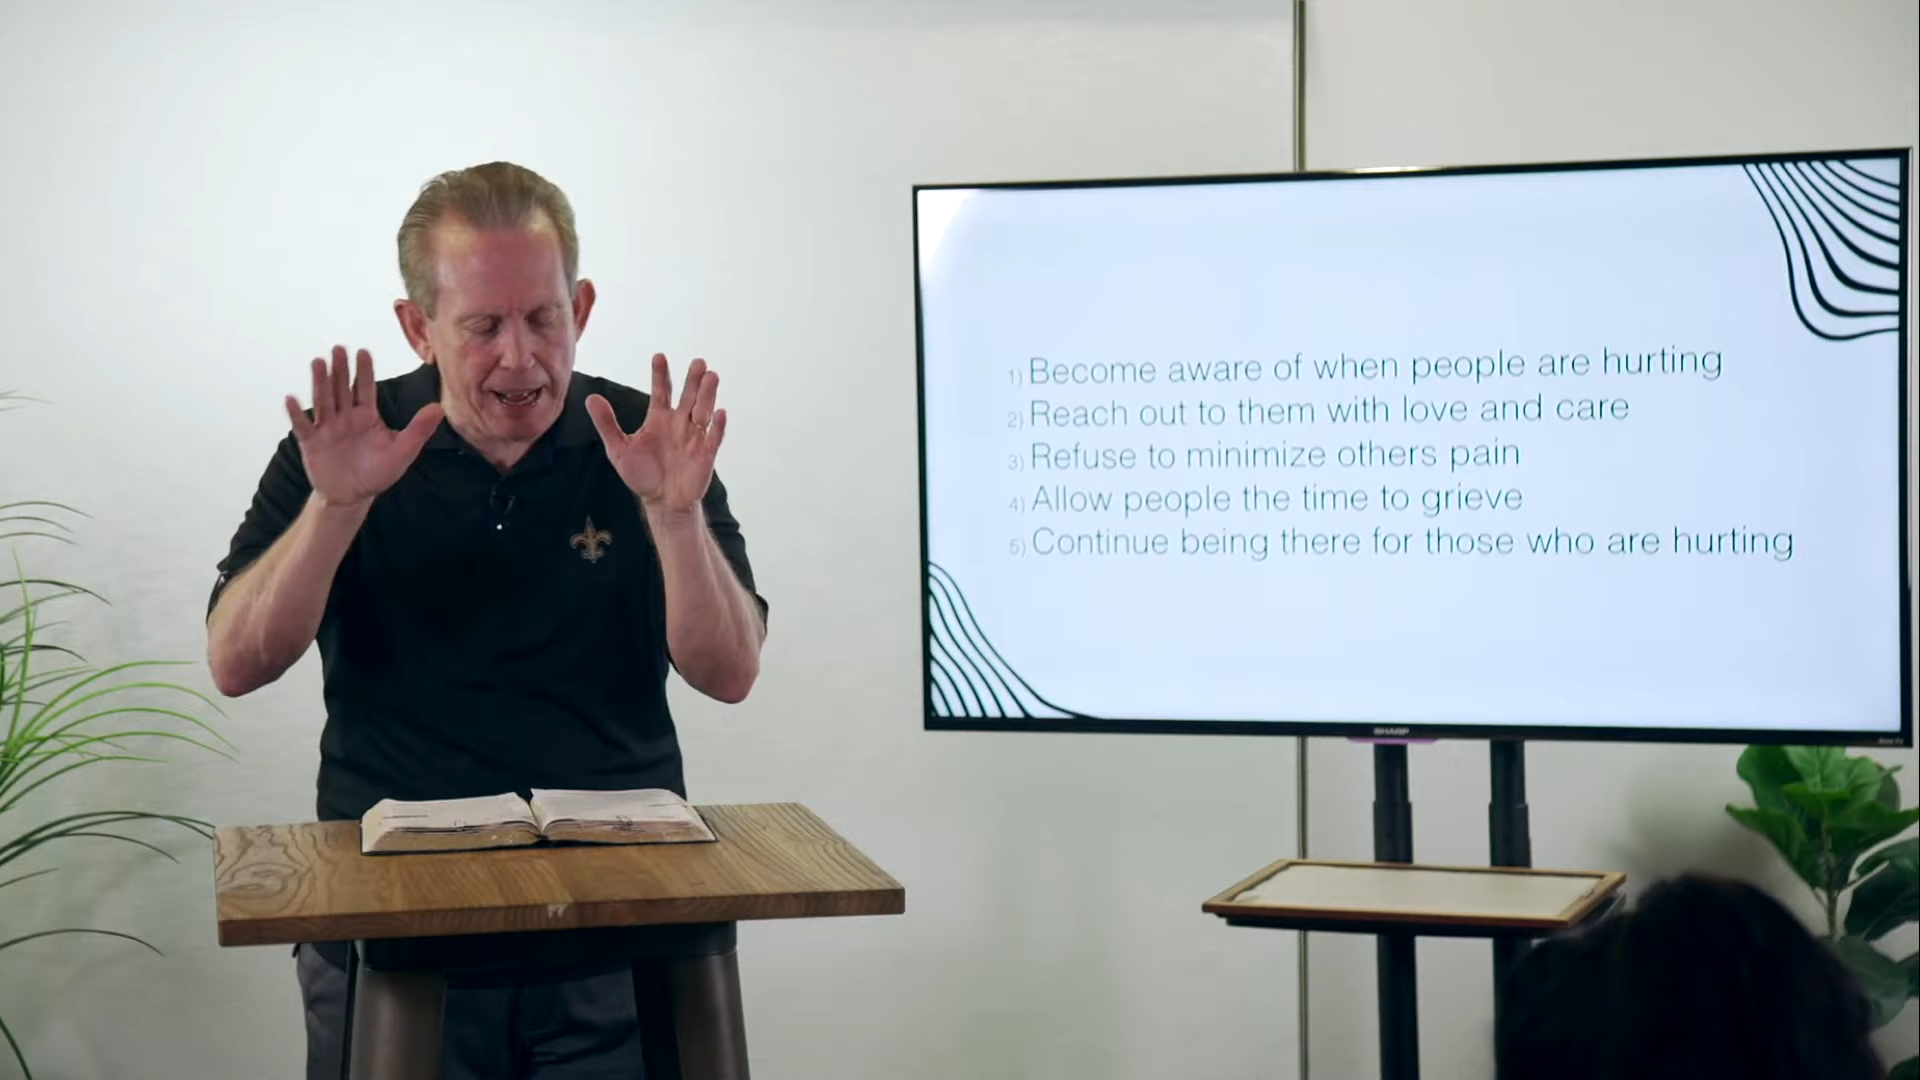 1) Become aware of when people are hurting
2) Reach out to them with love and care
3) Refuse to minimize others pain
4) Allow people the time to grieve
5) Continue being there for those who are hurting
SHARP